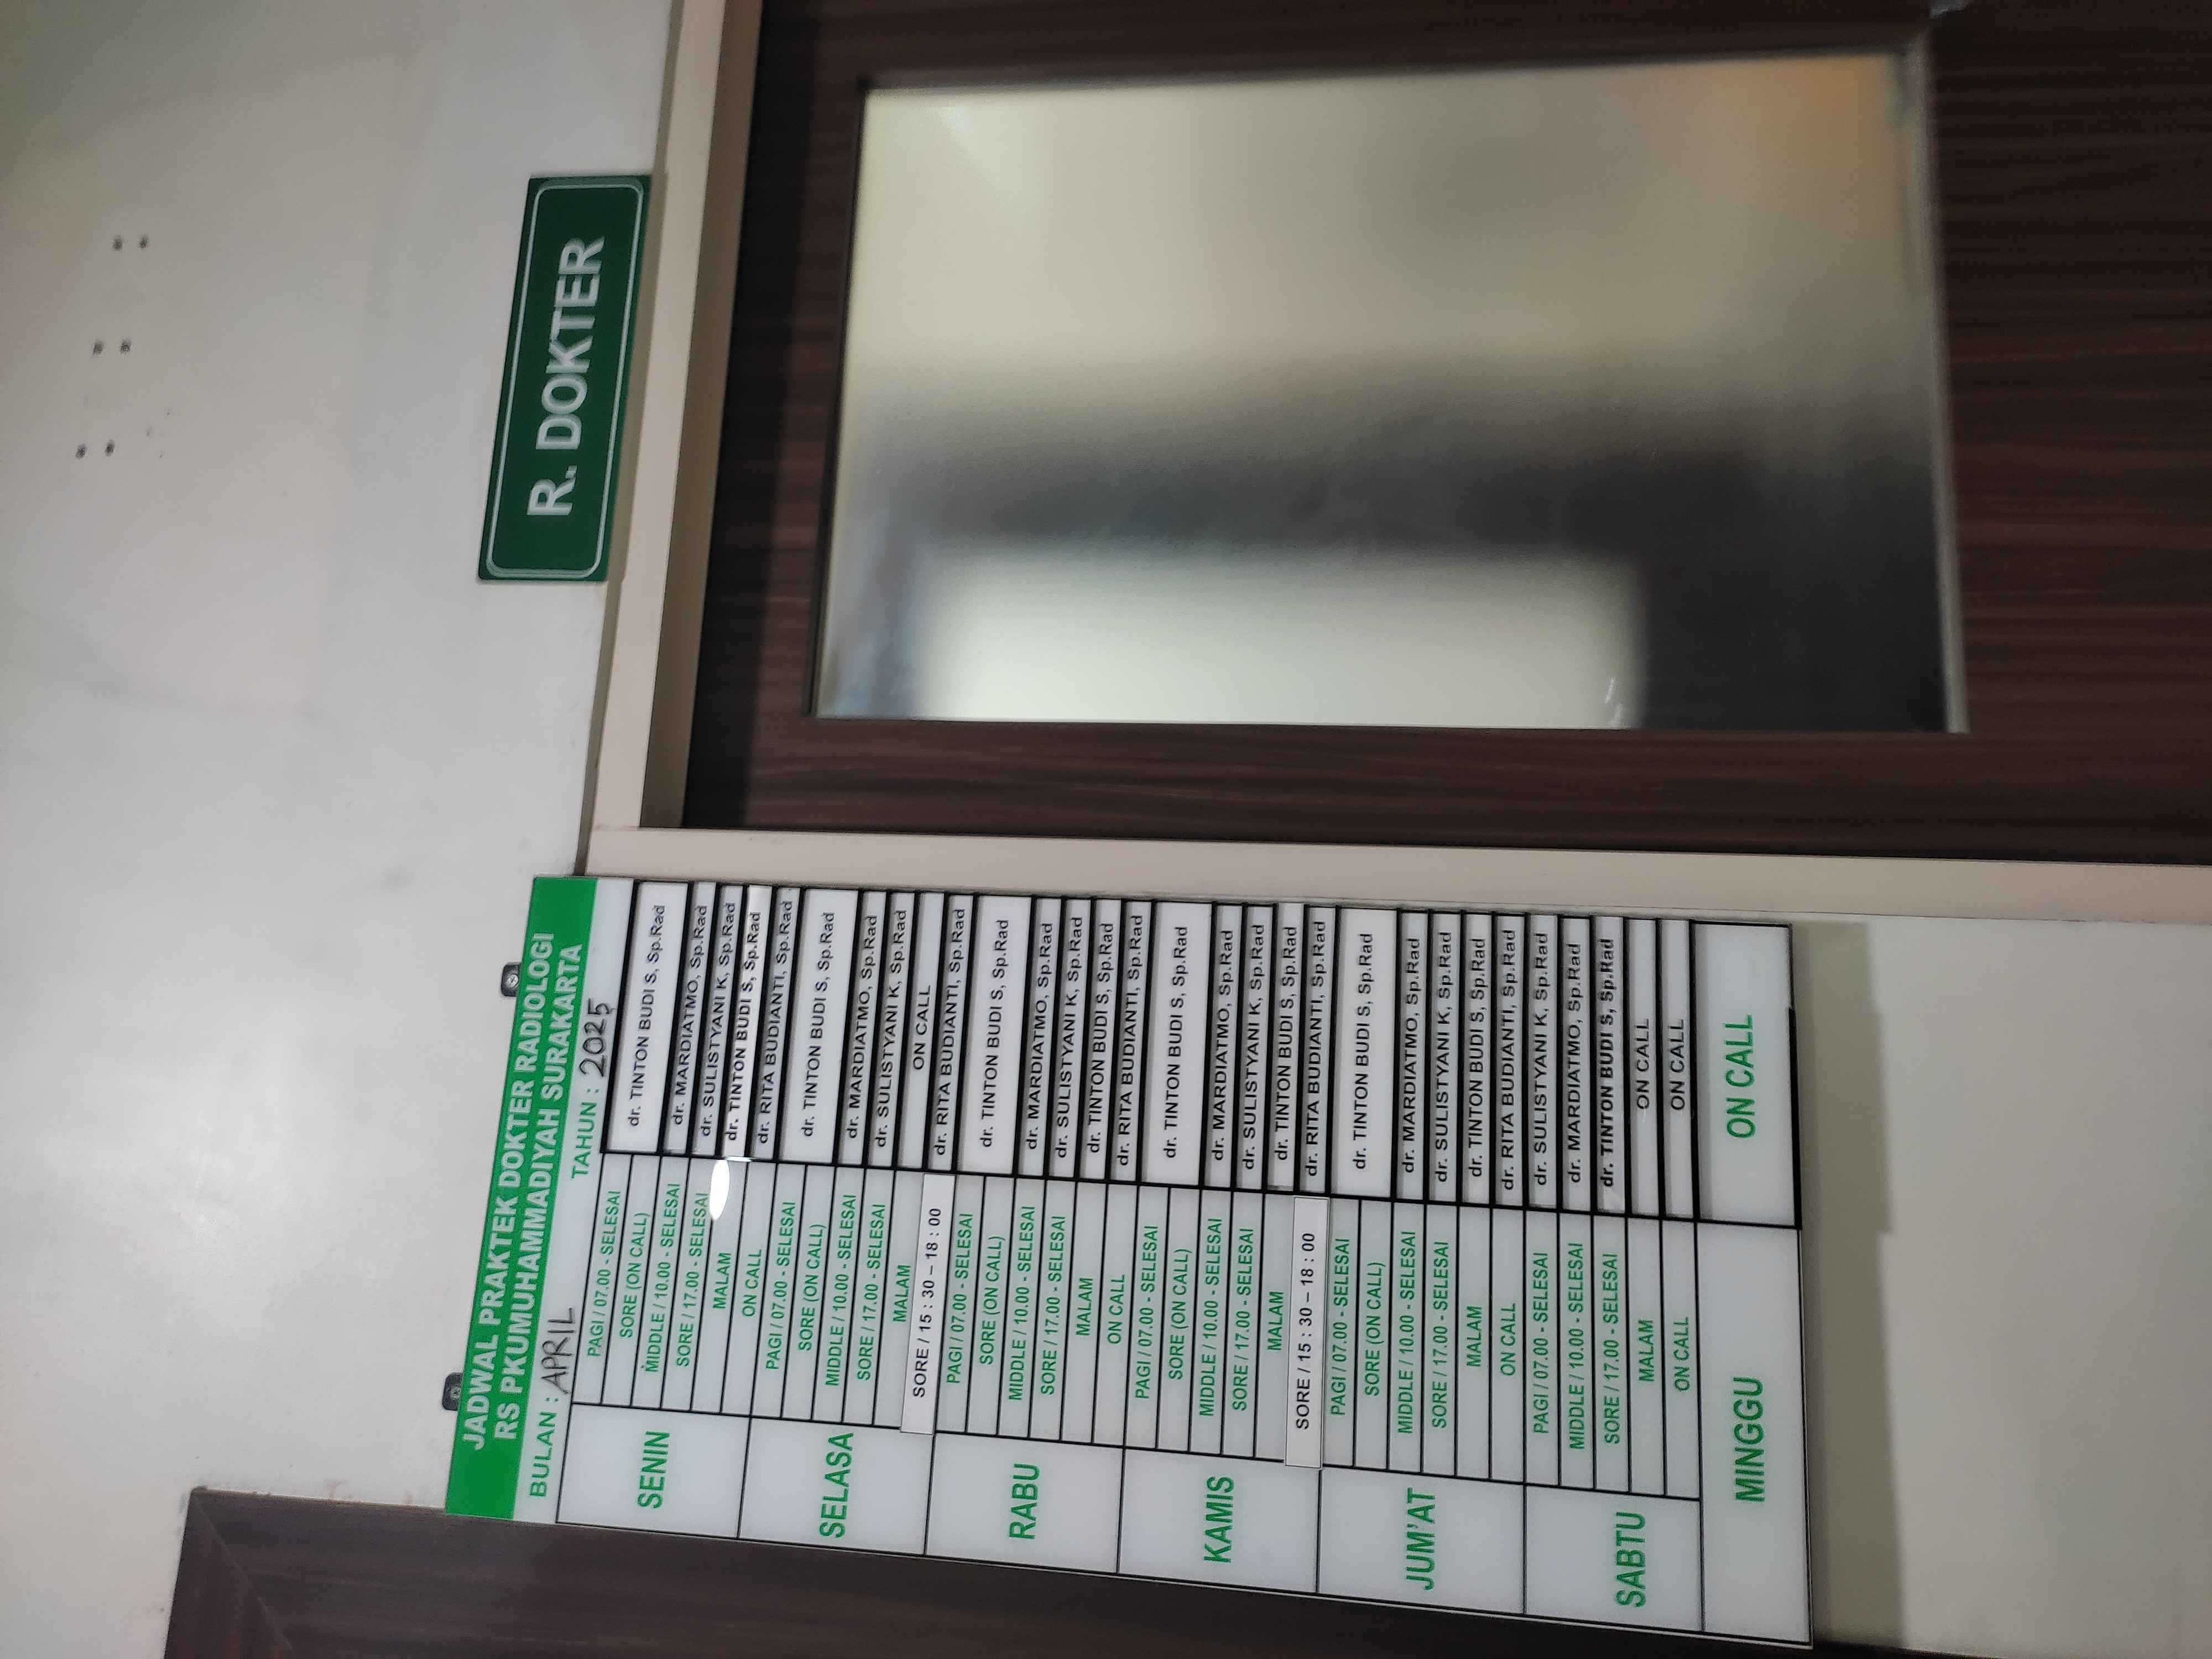 R. DOKTER
JADWAL PRAKTEK DOKTER RADIOLOGI
RS PKUMUHAMMADIYAH SURAKARTA
BULAN : APRIL TAHUN : 2025
SENIN
PAGI / 07.00 - SELESAI dr. TINTON BUDI S, Sp.Rad
SORE (ON CALL)
MIDDLE / 10.00 - SELESAI dr. MARDIATMO, Sp.Rad
SORE / 17.00 - SELESAI dr. SULISTYANI K, Sp.Rad
MALAM dr. TINTON BUDI S, Sp.Rad
ON CALL dr. RITA BUDIANTI, Sp.Rad
SELASA
PAGI / 07.00 - SELESAI dr. TINTON BUDI S, Sp.Rad
SORE (ON CALL)
MIDDLE / 10.00 - SELESAI dr. MARDIATMO, Sp.Rad
SORE / 17.00 - SELESAI dr. SULISTYANI K, Sp.Rad
MALAM ON CALL
SORE / 15 : 30 – 18 : 00 dr. RITA BUDIANTI, Sp.Rad
RABU
PAGI / 07.00 - SELESAI dr. TINTON BUDI S, Sp.Rad
SORE (ON CALL)
MIDDLE / 10.00 - SELESAI dr. MARDIATMO, Sp.Rad
SORE / 17.00 - SELESAI dr. SULISTYANI K, Sp.Rad
MALAM dr. TINTON BUDI S, Sp.Rad
ON CALL dr. RITA BUDIANTI, Sp.Rad
KAMIS
PAGI / 07.00 - SELESAI dr. TINTON BUDI S, Sp.Rad
SORE (ON CALL)
MIDDLE / 10.00 - SELESAI dr. MARDIATMO, Sp.Rad
SORE / 17.00 - SELESAI dr. SULISTYANI K, Sp.Rad
MALAM dr. TINTON BUDI S, Sp.Rad
SORE / 15 : 30 – 18 : 00 dr. RITA BUDIANTI, Sp.Rad
JUM'AT
PAGI / 07.00 - SELESAI dr. TINTON BUDI S, Sp.Rad
SORE (ON CALL)
MIDDLE / 10.00 - SELESAI dr. MARDIATMO, Sp.Rad
SORE / 17.00 - SELESAI dr. SULISTYANI K, Sp.Rad
MALAM dr. TINTON BUDI S, Sp.Rad
ON CALL dr. RITA BUDIANTI, Sp.Rad
SABTU
PAGI / 07.00 - SELESAI dr. SULISTYANI K, Sp.Rad
MIDDLE / 10.00 - SELESAI dr. MARDIATMO, Sp.Rad
SORE / 17.00 - SELESAI dr. TINTON BUDI S, Sp.Rad
MALAM ON CALL
ON CALL ON CALL
MINGGU ON CALL